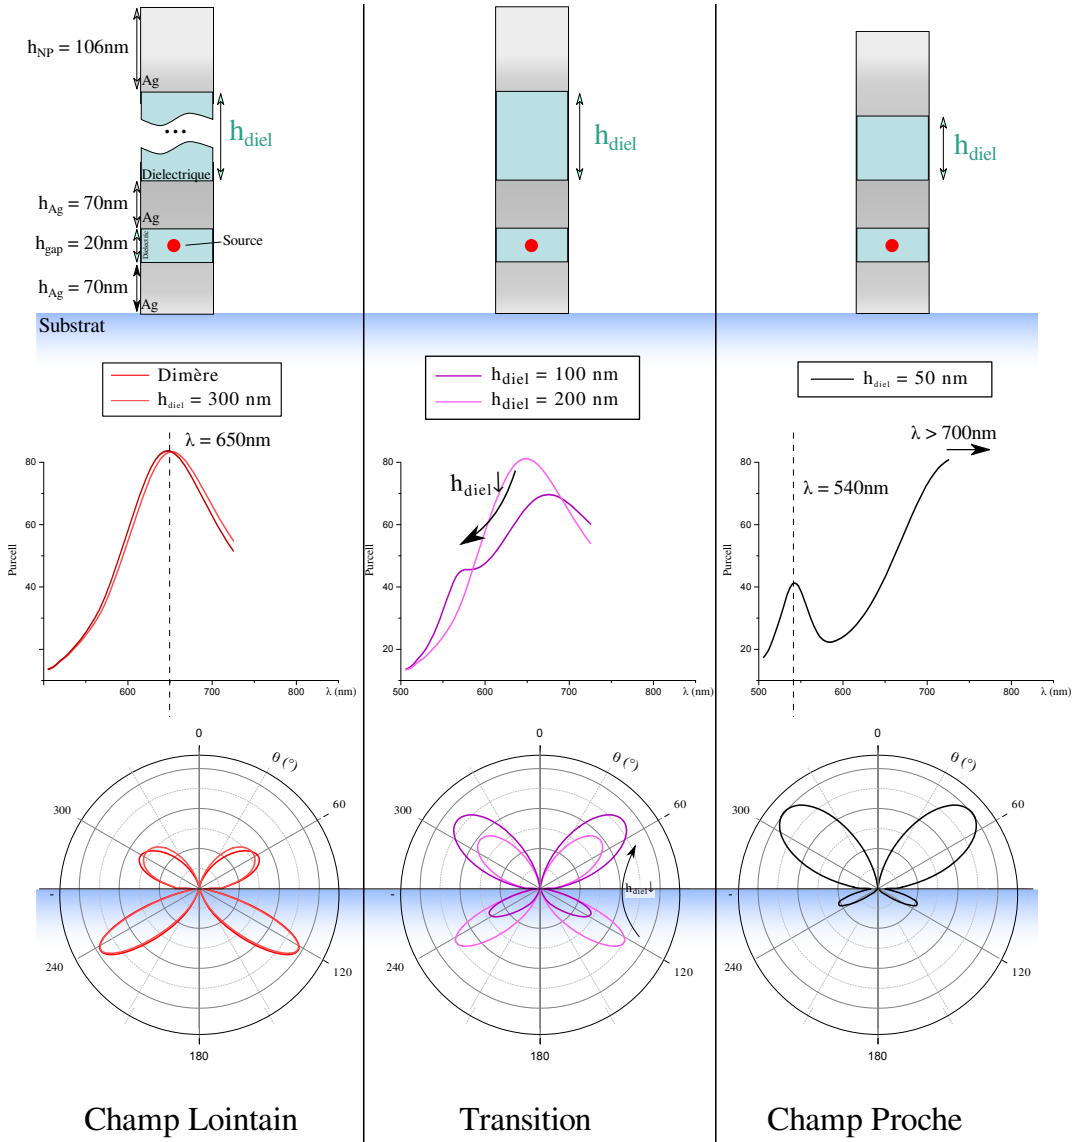 h_NP = 106nm
Ag
h_diel
...
Dielectrique
h_Ag = 70nm
Ag
h_gap = 20nm
Dielectric
Source
h_Ag = 70nm
Ag
Substrat
h_diel
h_diel
Dimère
h_diel = 300 nm
h_diel = 100 nm
h_diel = 200 nm
h_diel = 50 nm
λ = 650nm
80
60
40
20
Purcell
600
700
800
λ (nm)
h_diel↓
80
60
40
20
Purcell
500
600
700
800
λ (nm)
λ > 700nm
λ = 540nm
80
60
40
20
Purcell
500
600
700
800
λ (nm)
0
θ (°)
300
60
-
240
120
180
0
θ (°)
300
60
-
h_diel↓
240
120
180
0
θ (°)
300
60
-
240
120
180
Champ Lointain
Transition
Champ Proche